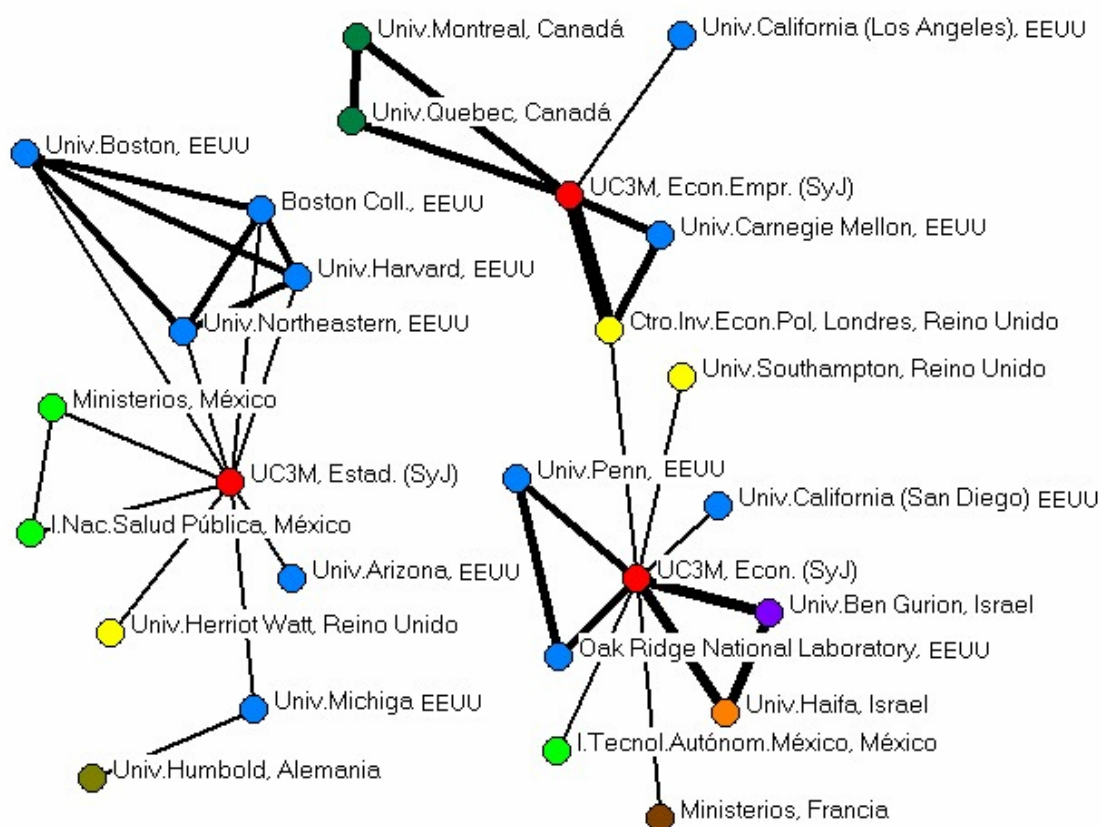 Univ.Montreal, Canadá
Univ.California (Los Angeles), EEUU
Univ.Quebec, Canadá
Univ.Boston, EEUU
UC3M, Econ.Empr. (SyJ)
Boston Coll., EEUU
Univ.Carnegie Mellon, EEUU
Univ.Harvard, EEUU
Univ.Northeastern, EEUU
Ctro.Inv.Econ.Pol, Londres, Reino Unido
Univ.Southampton, Reino Unido
Ministerios, México
UC3M, Estad. (SyJ)
Univ.Penn, EEUU
Univ.California (San Diego) EEUU
I.Nac.Salud Pública, México
Univ.Arizona, EEUU
UC3M, Econ. (SyJ)
Univ.Ben Gurion, Israel
Univ.Herriot Watt, Reino Unido
Oak Ridge National Laboratory, EEUU
Univ.Michiga EEUU
Univ.Haifa, Israel
I.Tecnol.Autónom.México, México
Univ.Humbold, Alemania
Ministerios, Francia